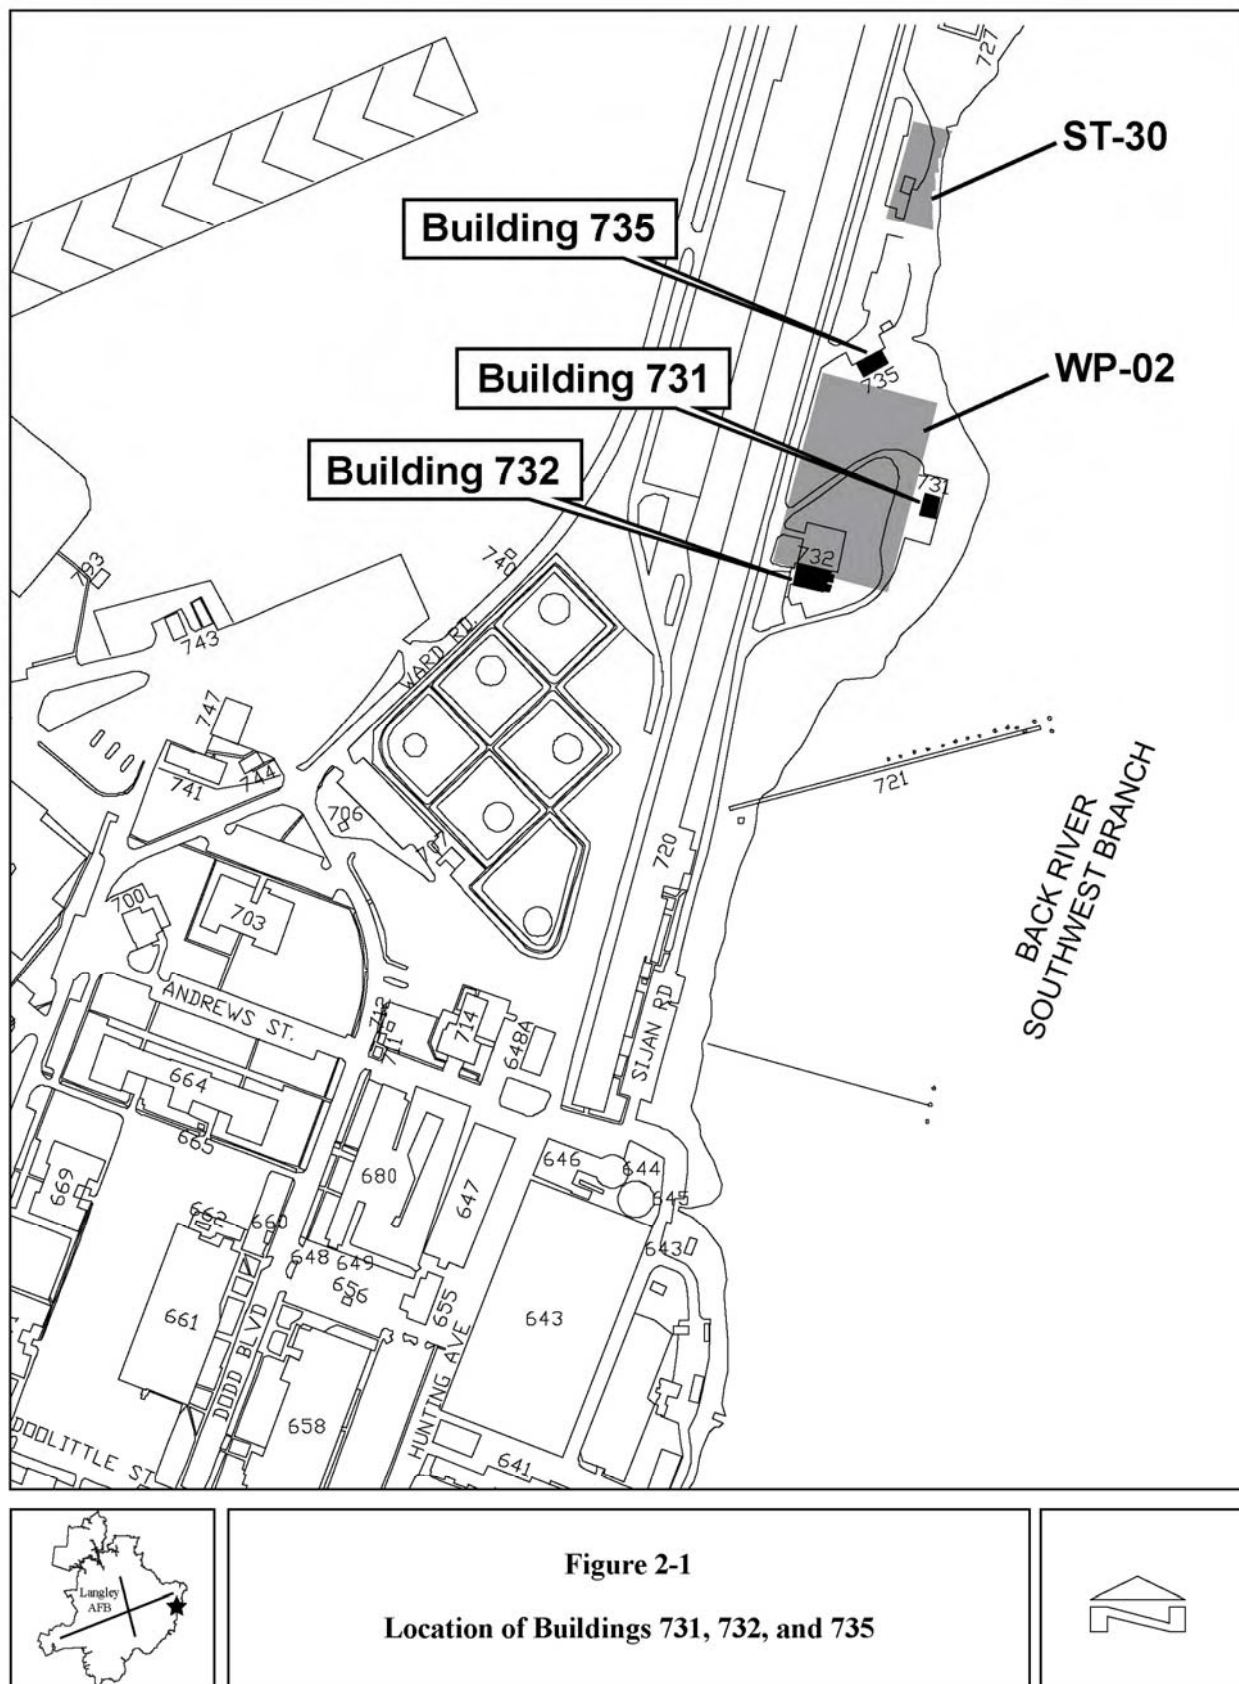 727
ST-30
Building 735
735
WP-02
Building 731
731
Building 732
732
740
WARD RD.
743
747
741
744
721
706
707
720
BACK RIVER
SOUTHWEST BRANCH
700
703
ANDREWS ST.
712
711
714
648A
SIJAN RD
664
665
669
680
647
646
644
645
643
662
660
648
649
656
655
661
643
DODD BLVD
HUNTING AVE
658
641
DOOLITTLE ST
Langley
AFB
Figure 2-1
Location of Buildings 731, 732, and 735
N